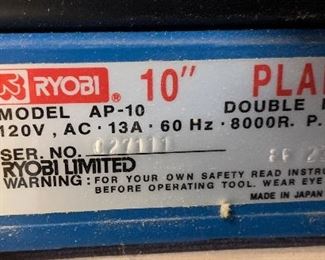 RYOBI® 10" PLA
MODEL AP-10 DOUBLE
120V, AC · 13A · 60 Hz · 8000R. P.
SER. NO. 027111
RYOBI LIMITED
WARNING: FOR YOUR OWN SAFETY READ INSTRU
BEFORE OPERATING TOOL. WEAR EYE
MADE IN JAPAN